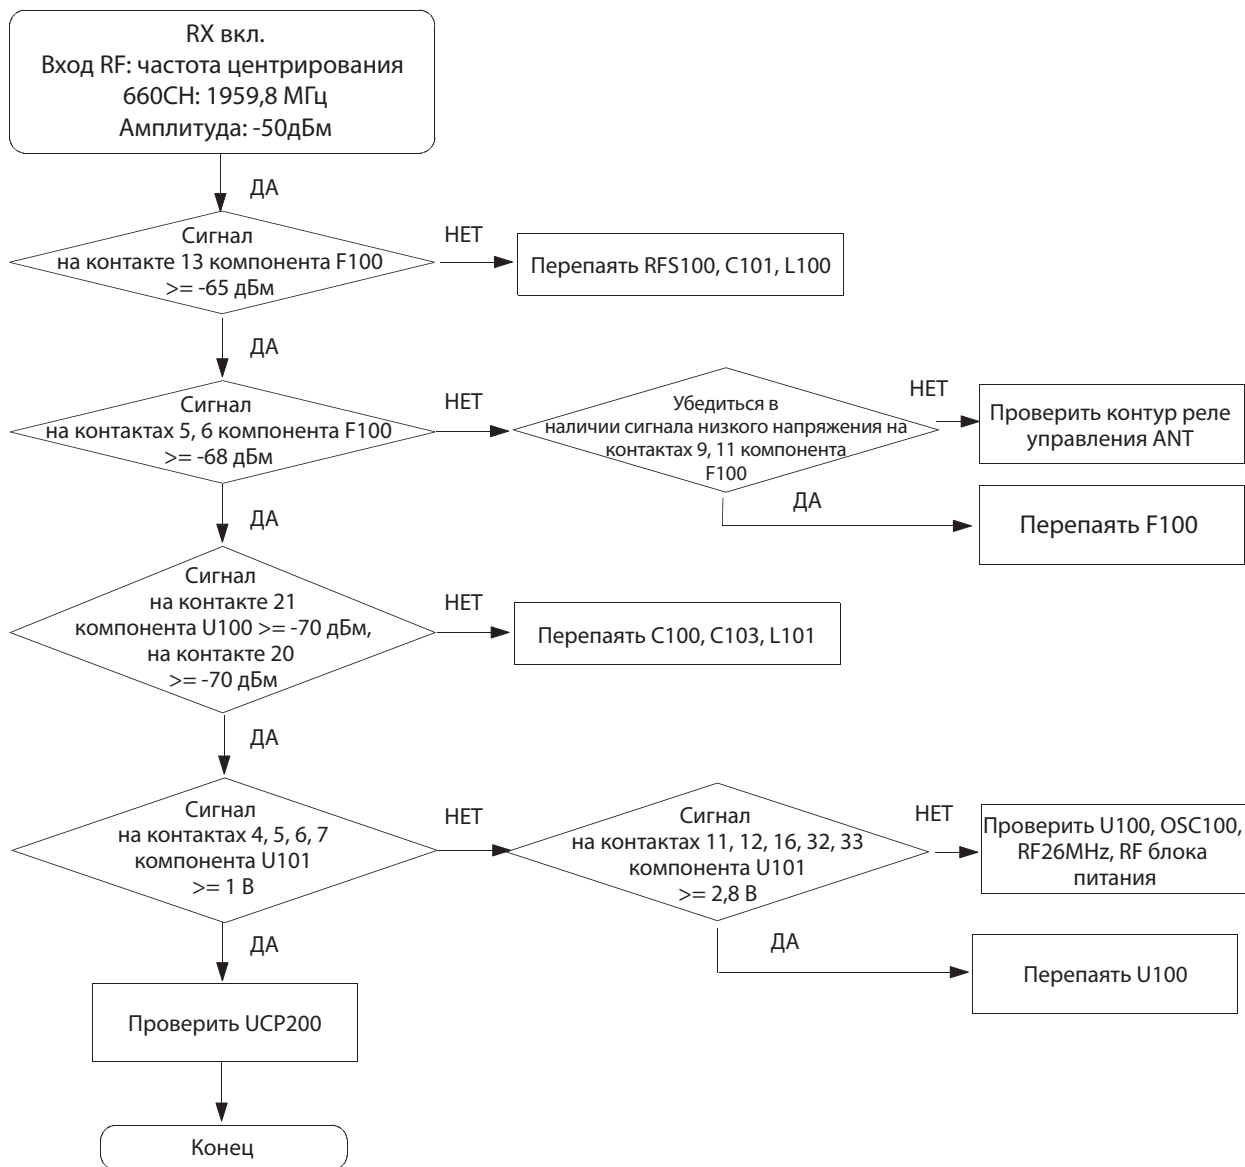 RX вкл.
Вход RF: частота центрирования
660CH: 1959,8 МГц
Амплитуда: -50дБм
ДА
Сигнал
на контакте 13 компонента F100
>= -65 дБм
НЕТ
Перепаять RFS100, C101, L100
ДА
Сигнал
на контактах 5, 6 компонента F100
>= -68 дБм
НЕТ
Убедиться в
наличии сигнала низкого напряжения на
контактах 9, 11 компонента
F100
НЕТ
Проверить контур реле
управления ANT
ДА
Перепаять F100
ДА
Сигнал
на контакте 21
компонента U100 >= -70 дБм,
на контакте 20
>= -70 дБм
НЕТ
Перепаять C100, C103, L101
ДА
Сигнал
на контактах 4, 5, 6, 7
компонента U101
>= 1 В
НЕТ
Сигнал
на контактах 11, 12, 16, 32, 33
компонента U101
>= 2,8 В
НЕТ
Проверить U100, OSC100,
RF26MHz, RF блока
питания
ДА
Перепаять U100
ДА
Проверить UCP200
Конец